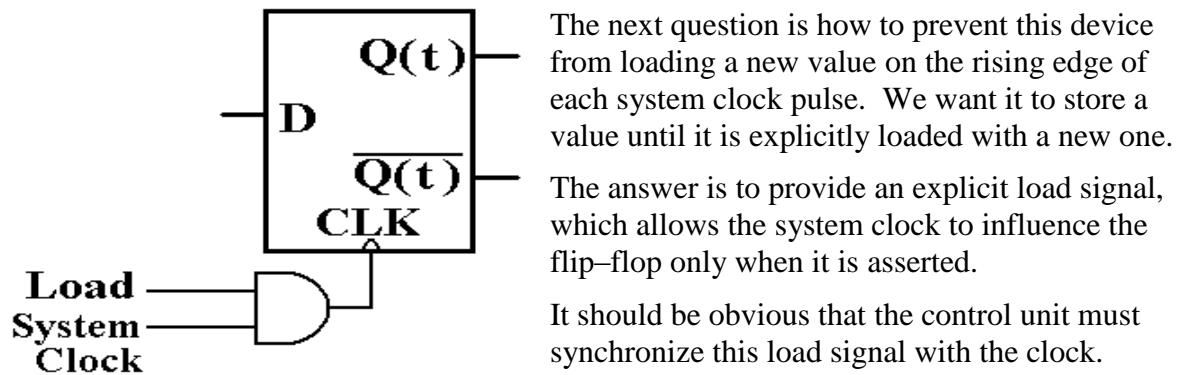 Q(t)
D
Q(t)
CLK
Load
System
Clock
The next question is how to prevent this device
from loading a new value on the rising edge of
each system clock pulse.  We want it to store a
value until it is explicitly loaded with a new one.
The answer is to provide an explicit load signal,
which allows the system clock to influence the
flip–flop only when it is asserted.
It should be obvious that the control unit must
synchronize this load signal with the clock.